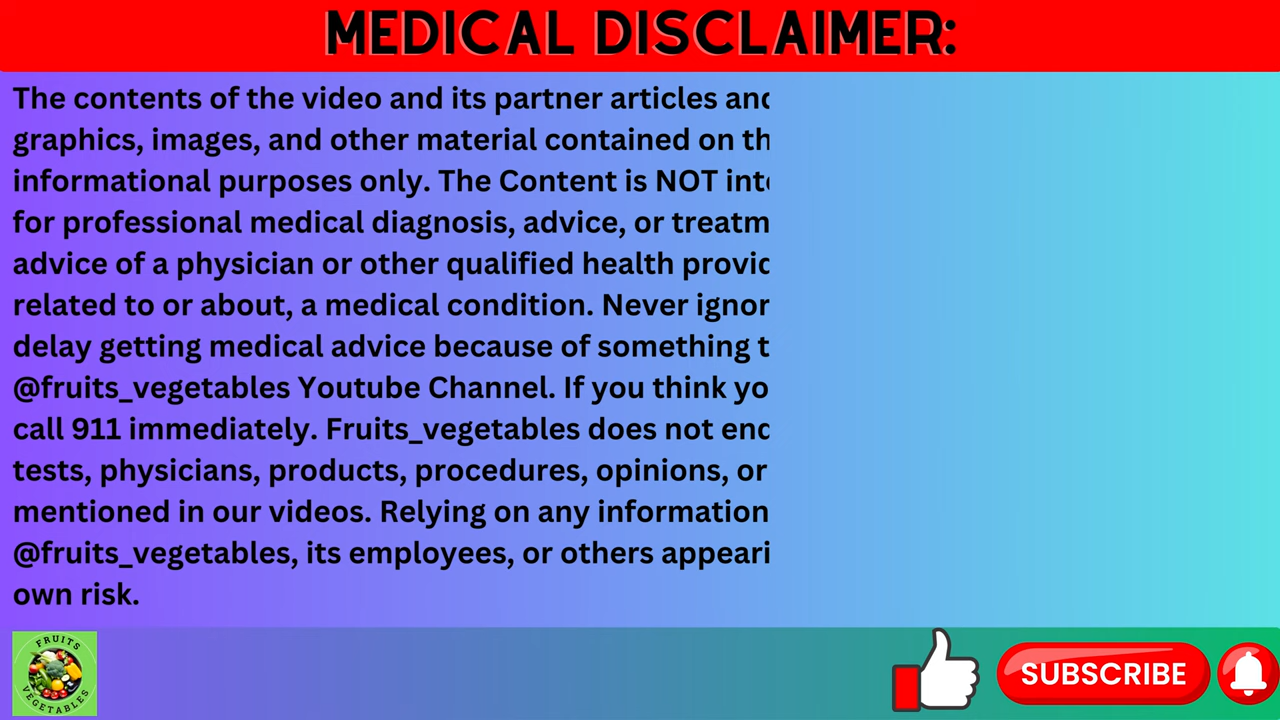 MEDICAL DISCLAIMER:
The contents of the video and its partner articles and
graphics, images, and other material contained on th
informational purposes only. The Content is NOT inte
for professional medical diagnosis, advice, or treatm
advice of a physician or other qualified health provid
related to or about, a medical condition. Never ignor
delay getting medical advice because of something t
@fruits_vegetables Youtube Channel. If you think yo
call 911 immediately. Fruits_vegetables does not end
tests, physicians, products, procedures, opinions, or
mentioned in our videos. Relying on any information
@fruits_vegetables, its employees, or others appeari
own risk.
FRUITS
VEGETABLES
SUBSCRIBE